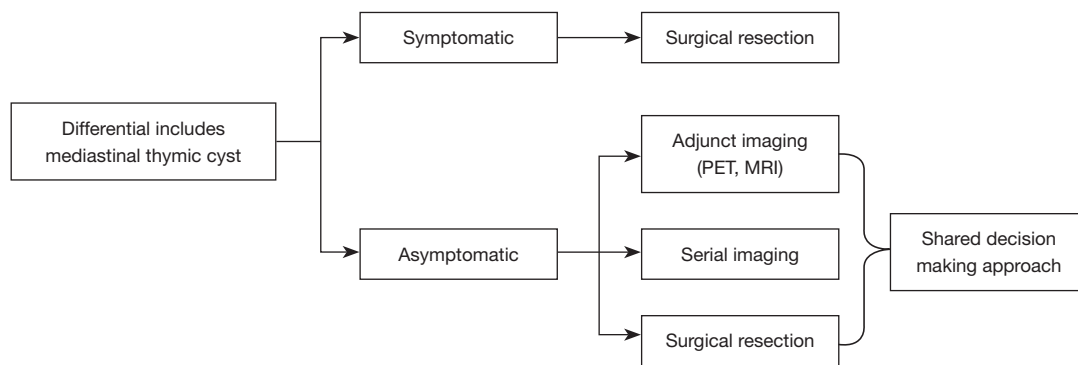 Symptomatic
Surgical resection
Differential includes
mediastinal thymic cyst
Adjunct imaging
(PET, MRI)
Asymptomatic
Serial imaging
Shared decision
making approach
Surgical resection